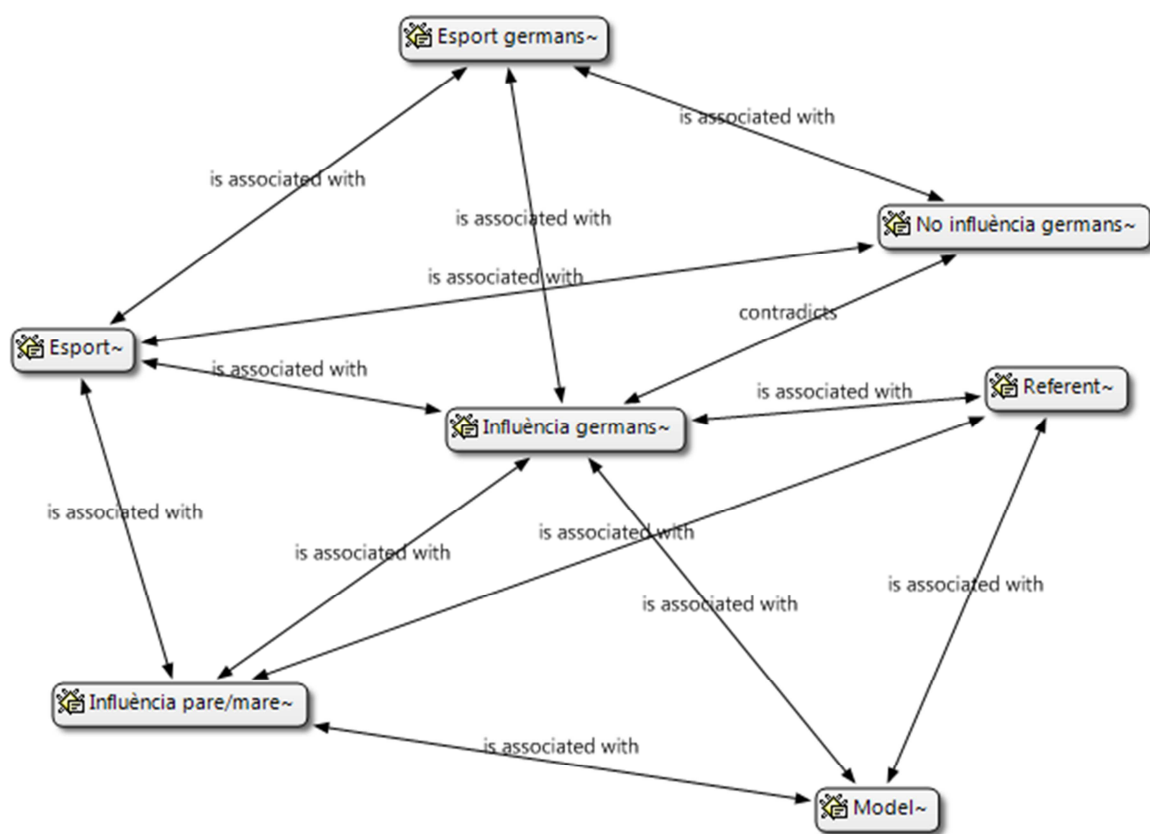 Esport germans~
is associated with
is associated with
is associated with
No influència germans~
is associated with
contradicts
Esport~
is associated with
is associated with
Referent~
Influència germans~
is associated with
is associated with
is associated with
is associated with
is associated with
Influència pare/mare~
is associated with
Model~